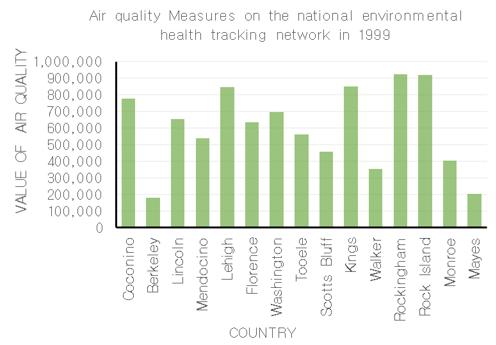 Air quality Measures on the national environmental
health tracking network in 1999
VALUE OF AIR QUALITY
1,000,000
900,000
800,000
700,000
600,000
500,000
400,000
300,000
200,000
100,000
0
Coconino
Berkeley
Lincoln
Mendocino
Lehigh
Florence
Washington
Tooele
Scotts Bluff
Kings
Walker
Rockingham
Rock Island
Monroe
Mayes
COUNTRY